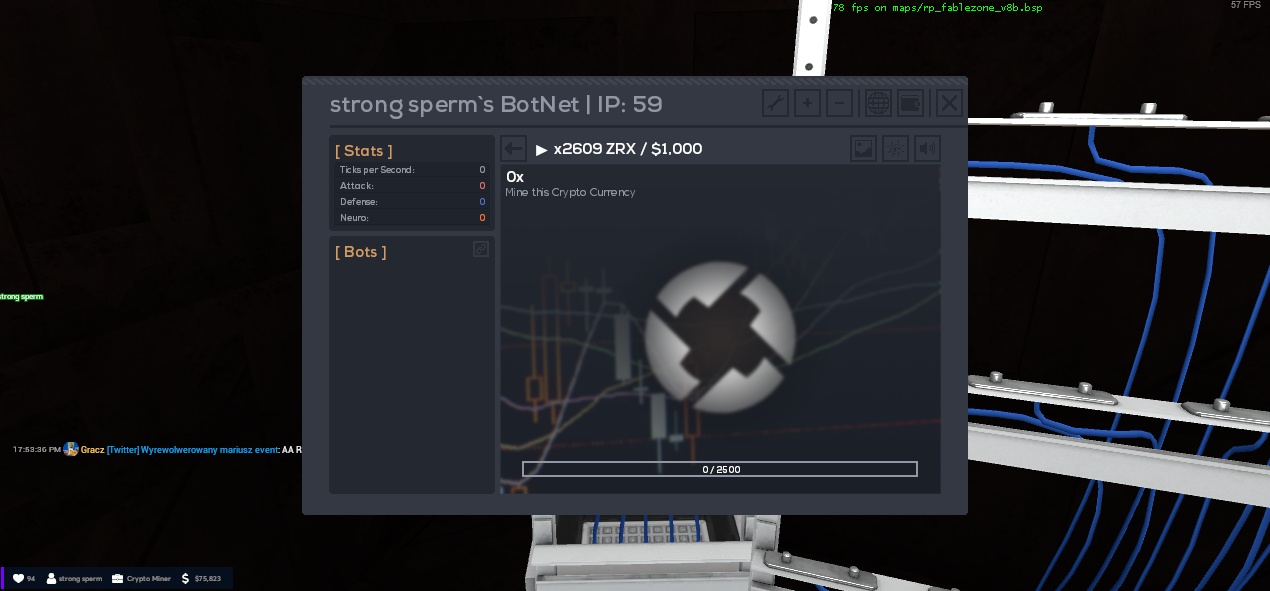 78 fps on maps/rp_fablezone_v8b.bsp
57 FPS
strong sperm`s BotNet | IP: 59
[ Stats ]
Ticks per Second: 0
Attack: 0
Defense: 0
Neuro: 0
[ Bots ]
▶ x2609 ZRX / $1,000
0x
Mine this Crypto Currency
0 / 2500
strong sperm
17:53:36 PM Gracz [Twitter] Wyrewolwerowany mariusz event: AA R
94 strong sperm Crypto Miner $ $75,823